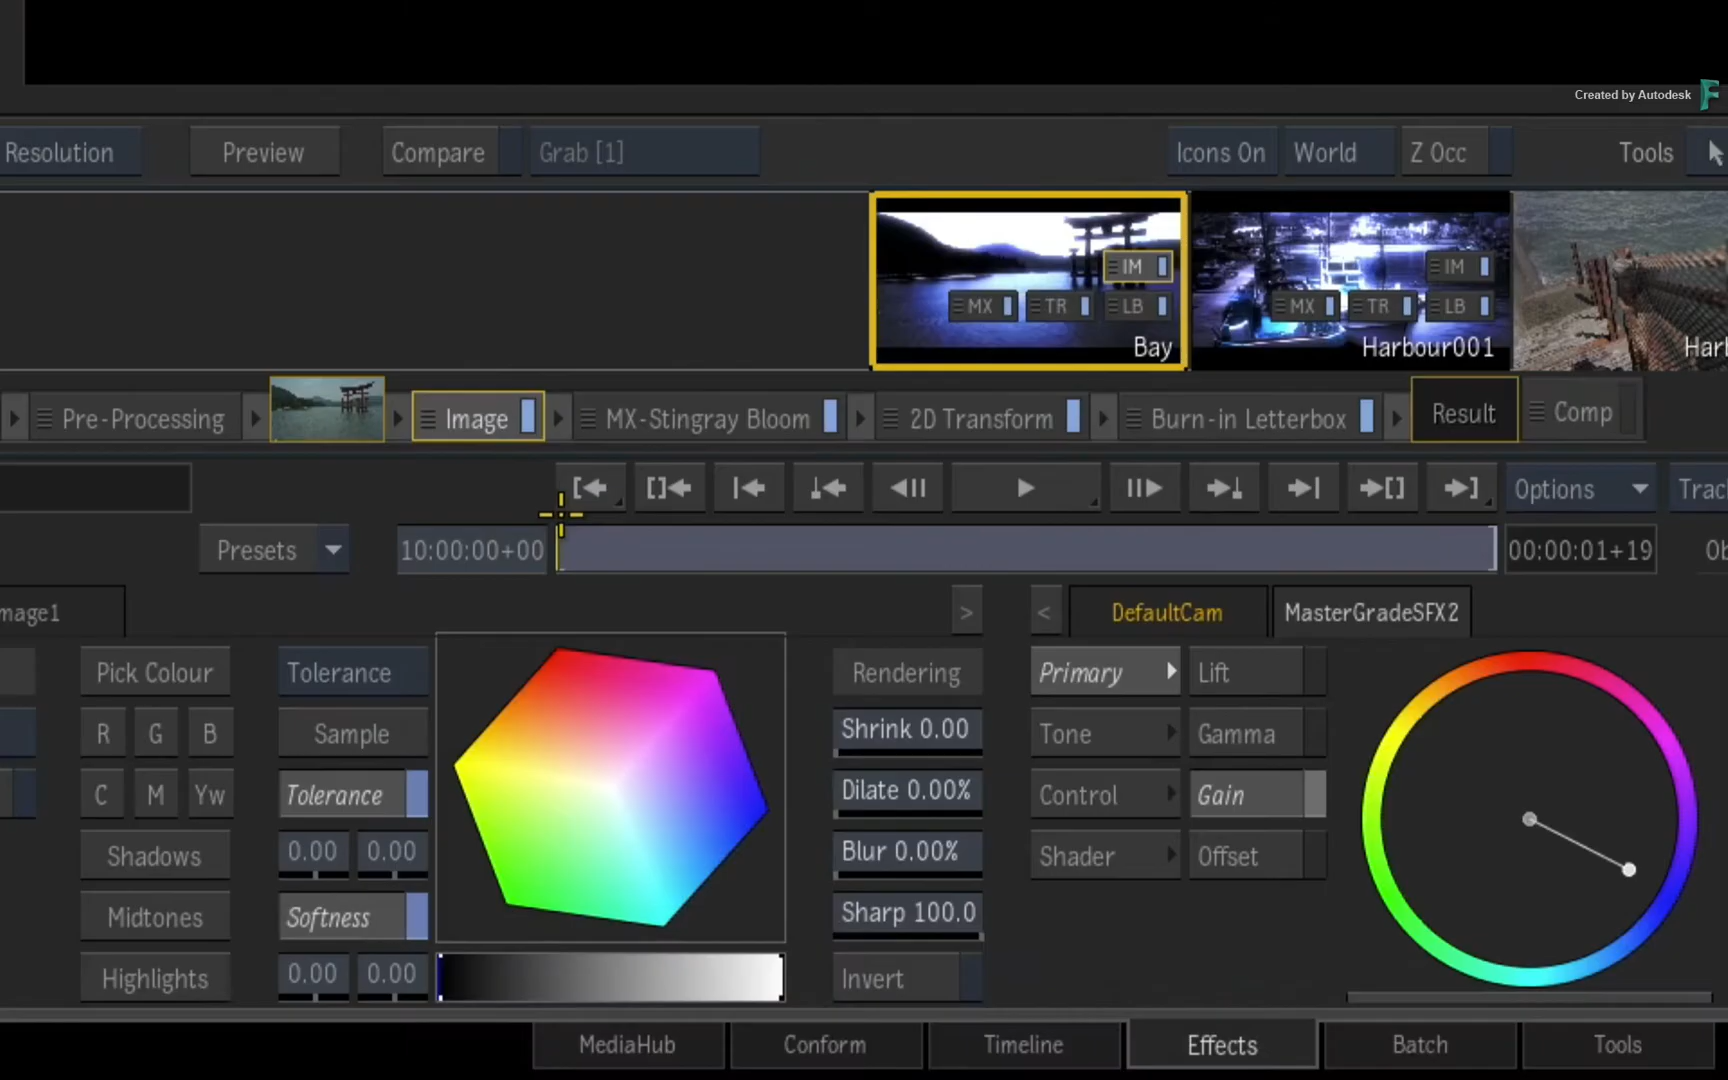 Created by Autodesk
Resolution Preview Compare Grab [1] Icons On World Z Occ Tools
IM IM
MX TR LB MX TR LB
Bay Harbour001 Har
Pre-Processing Image MX-Stingray Bloom 2D Transform Burn-in Letterbox Result Comp
Options Trac
Presets 10:00:00+00 00:00:01+19 Ob
mage1 > < DefaultCam MasterGradeSFX2
Pick Colour Tolerance Rendering Primary Lift
R G B Sample Shrink 0.00 Tone Gamma
C M Yw Tolerance Dilate 0.00% Control Gain
Shadows 0.00 0.00 Blur 0.00% Shader Offset
Midtones Softness Sharp 100.0
Highlights 0.00 0.00 Invert
MediaHub Conform Timeline Effects Batch Tools